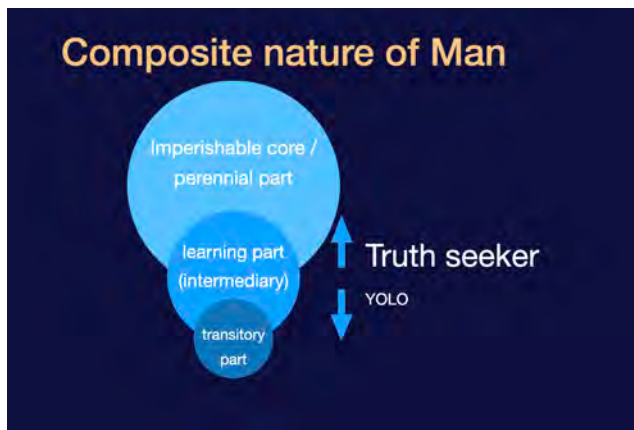 Composite nature of Man
Imperishable core /
perennial part
learning part
(intermediary)
transitory
part
Truth seeker
YOLO